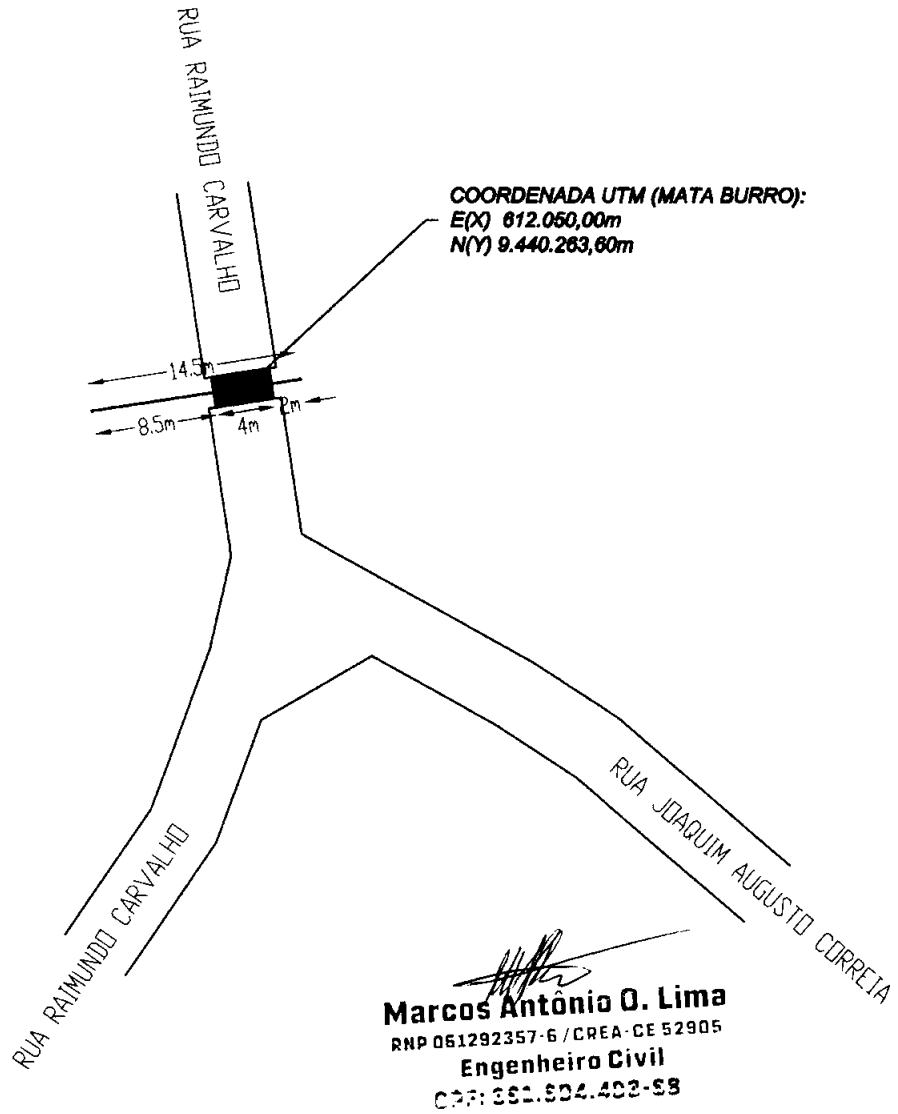 RUA RAIMUNDO CARVALHO
COORDENADA UTM (MATA BURRO):
E(X) 612.050,00m
N(Y) 9.440.263,60m
14.5m
8.5m
4m
2m
RUA JOAQUIM AUGUSTO CORREIA
RUA RAIMUNDO CARVALHO
Marcos Antônio O. Lima
RNP 061292357-6 / CREA-CE 52905
Engenheiro Civil
CPF: